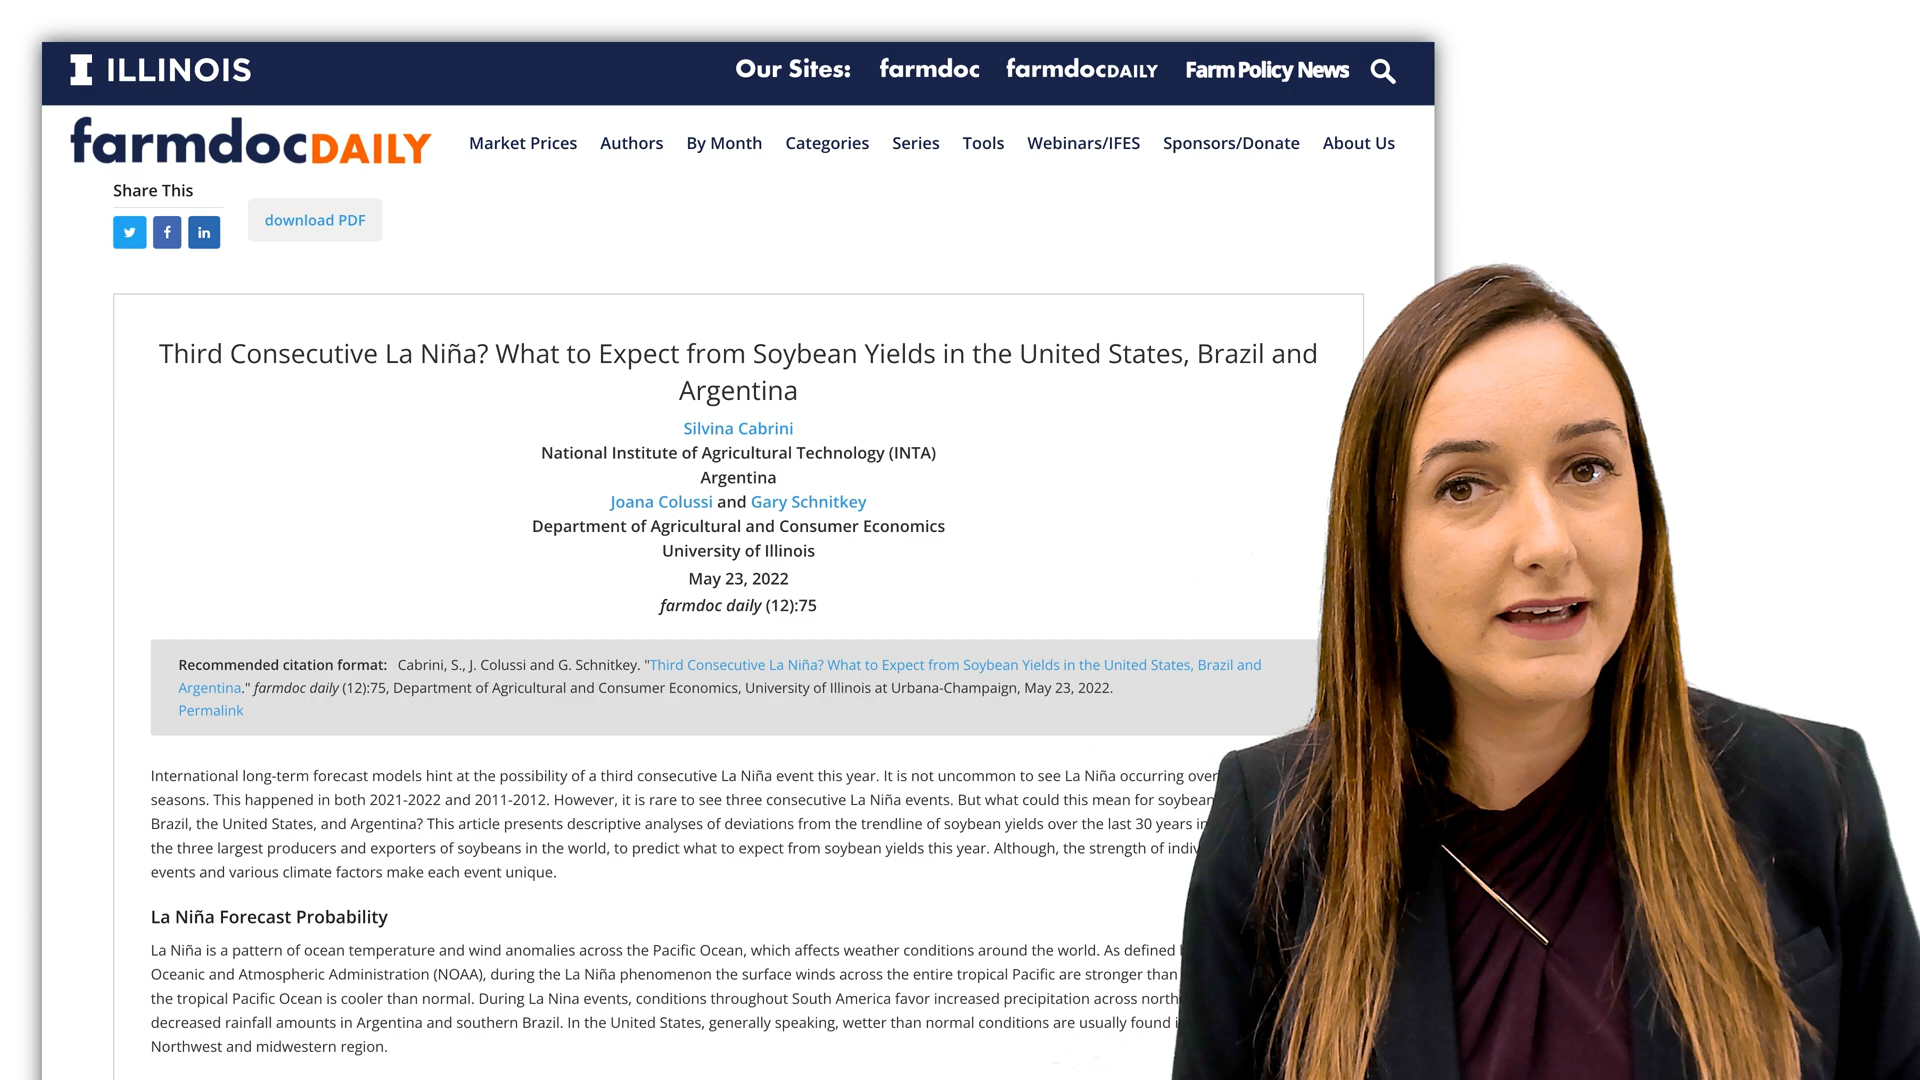 ILLINOIS
Our Sites: farmdoc farmdocDAILY Farm Policy News
farmdocDAILY
Market Prices Authors By Month Categories Series Tools Webinars/IFES Sponsors/Donate About Us
Share This
download PDF
Third Consecutive La Niña? What to Expect from Soybean Yields in the United States, Brazil and
Argentina
Silvina Cabrini
National Institute of Agricultural Technology (INTA)
Argentina
Joana Colussi and Gary Schnitkey
Department of Agricultural and Consumer Economics
University of Illinois
May 23, 2022
farmdoc daily (12):75
Recommended citation format: Cabrini, S., J. Colussi and G. Schnitkey. "Third Consecutive La Niña? What to Expect from Soybean Yields in the United States, Brazil and
Argentina." farmdoc daily (12):75, Department of Agricultural and Consumer Economics, University of Illinois at Urbana-Champaign, May 23, 2022.
Permalink
International long-term forecast models hint at the possibility of a third consecutive La Niña event this year. It is not uncommon to see La Niña occurring over
seasons. This happened in both 2021-2022 and 2011-2012. However, it is rare to see three consecutive La Niña events. But what could this mean for soybean
Brazil, the United States, and Argentina? This article presents descriptive analyses of deviations from the trendline of soybean yields over the last 30 years in
the three largest producers and exporters of soybeans in the world, to predict what to expect from soybean yields this year. Although, the strength of
events and various climate factors make each event unique.
La Niña Forecast Probability
La Niña is a pattern of ocean temperature and wind anomalies across the Pacific Ocean, which affects weather conditions around the world. As defined
Oceanic and Atmospheric Administration (NOAA), during the La Niña phenomenon the surface winds across the entire tropical Pacific are stronger than
the tropical Pacific Ocean is cooler than normal. During La Nina events, conditions throughout South America favor increased precipitation across
decreased rainfall amounts in Argentina and southern Brazil. In the United States, generally speaking, wetter than normal conditions are usually found
Northwest and midwestern region.